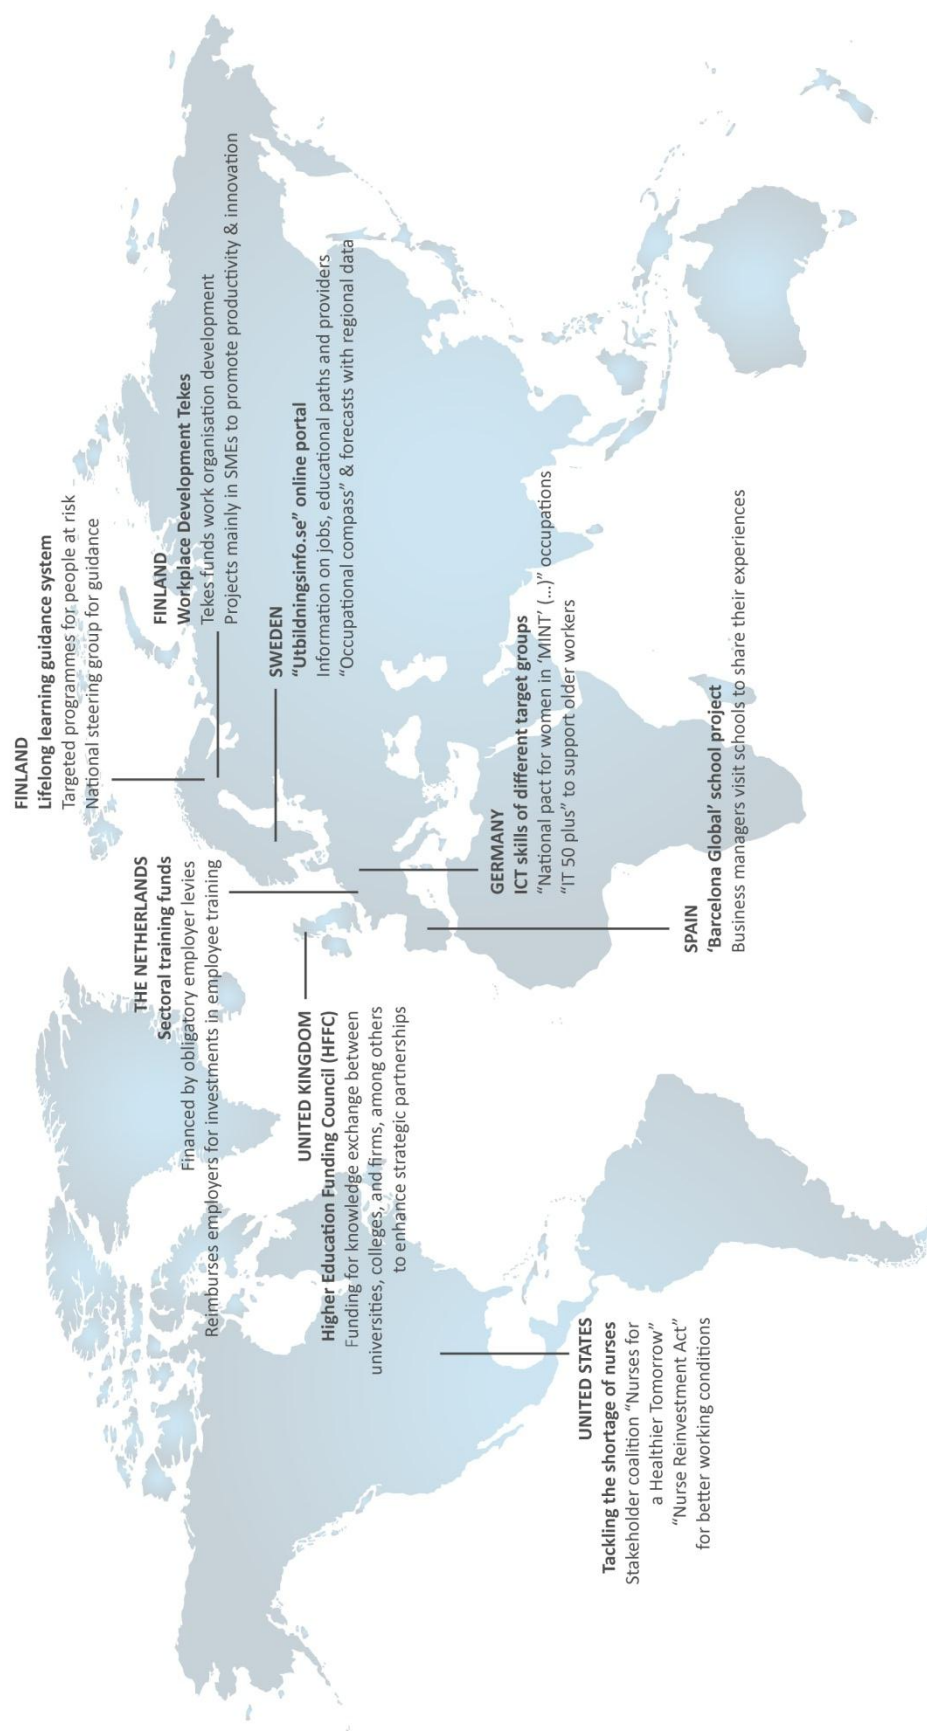 FINLAND
Lifelong learning guidance system
Targeted programmes for people at risk
National steering group for guidance
THE NETHERLANDS
Sectoral training funds
Financed by obligatory employer levies
Reimburses employers for investments in employee training
FINLAND
Workplace Development Tekes
Tekes funds work organisation development
Projects mainly in SMEs to promote productivity & innovation
SWEDEN
“Utbildningsinfo.se” online portal
Information on jobs, educational paths and providers
“Occupational compass” & forecasts with regional data
UNITED KINGDOM
Higher Education Funding Council (HFFC)
Funding for knowledge exchange between
universities, colleges, and firms, among others
to enhance strategic partnerships
GERMANY
ICT skills of different target groups
“National pact for women in ‘MINT’ (...)” occupations
“IT 50 plus” to support older workers
UNITED STATES
Tackling the shortage of nurses
Stakeholder coalition “Nurses for
a Healthier Tomorrow”
“Nurse Reinvestment Act”
for better working conditions
SPAIN
‘Barcelona Global’ school project
Business managers visit schools to share their experiences